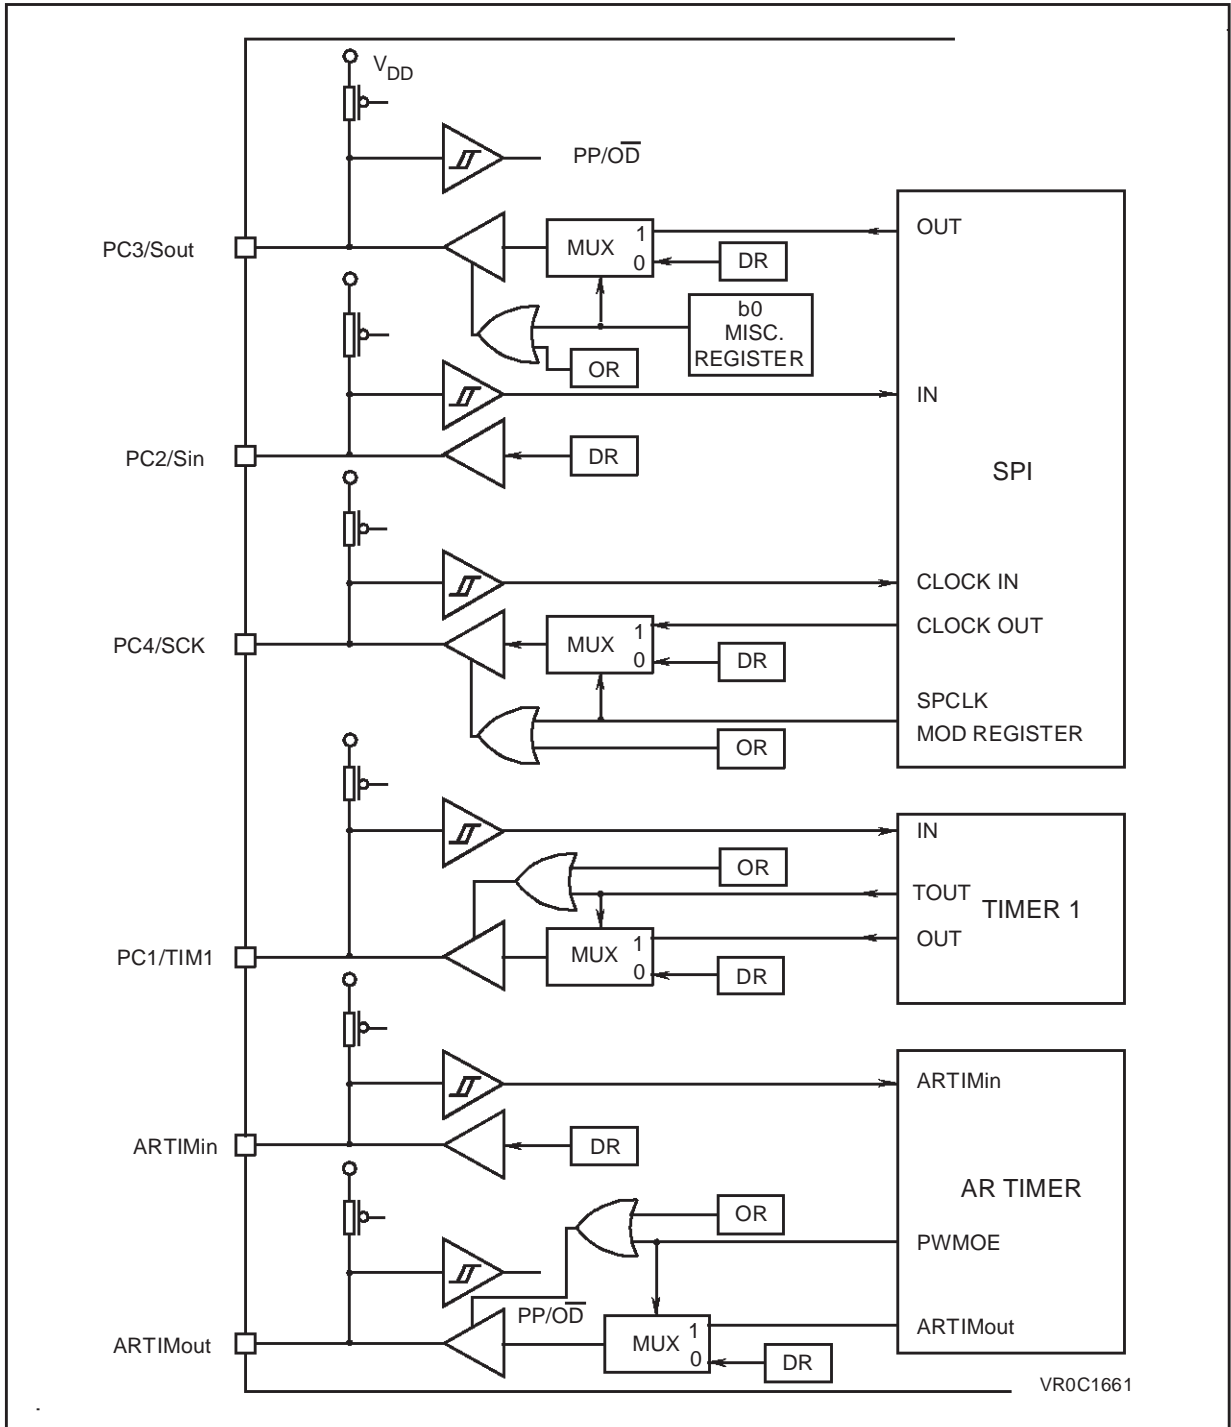 VDD
PP/OD
PC3/Sout
MUX 1
0
OUT
DR
b0
MISC.
REGISTER
OR
IN
PC2/Sin
DR
SPI
CLOCK IN
PC4/SCK
MUX 1
0
CLOCK OUT
DR
SPCLK
MOD REGISTER
OR
IN
OR
TOUT
TIMER 1
PC1/TIM1
MUX 1
0
OUT
DR
ARTIMin
ARTIMin
DR
AR TIMER
OR
PWMOE
PP/OD
ARTIMout
MUX 1
0
ARTIMout
DR
VR0C1661